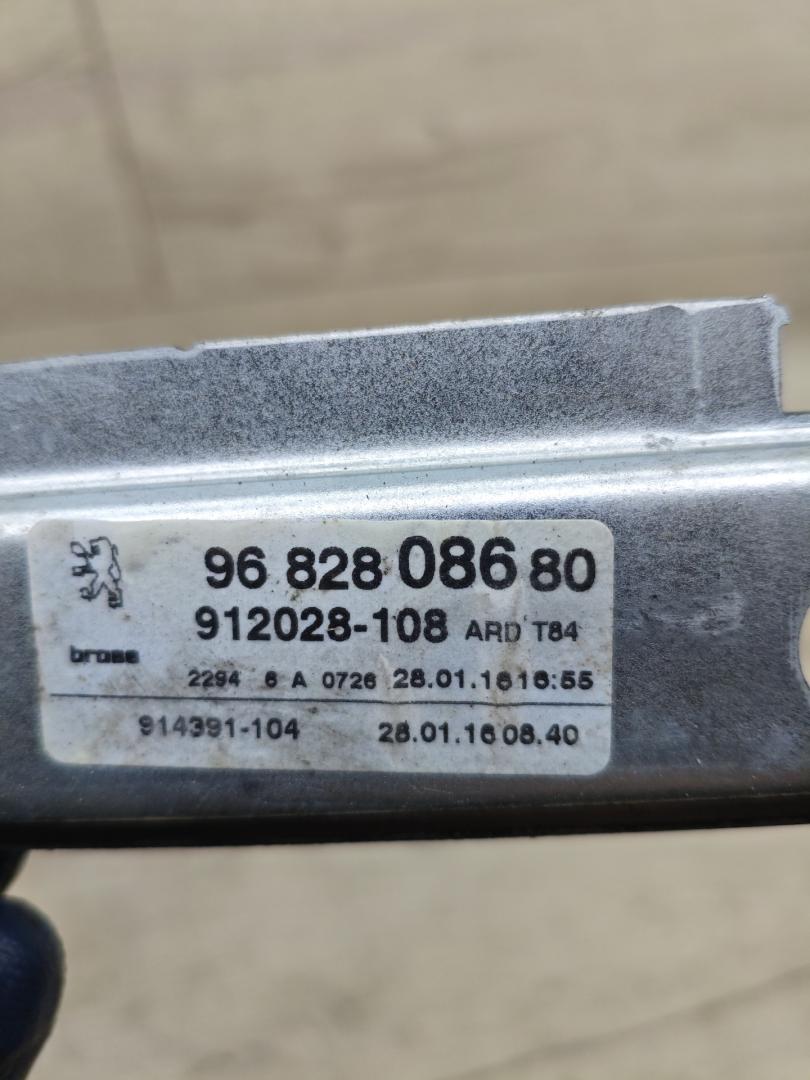 96 828 086 80
912028-108 ARD T84
brose
2294 6 A 0726 28.01.16 16:55
914391-104 28.01.16 08.40